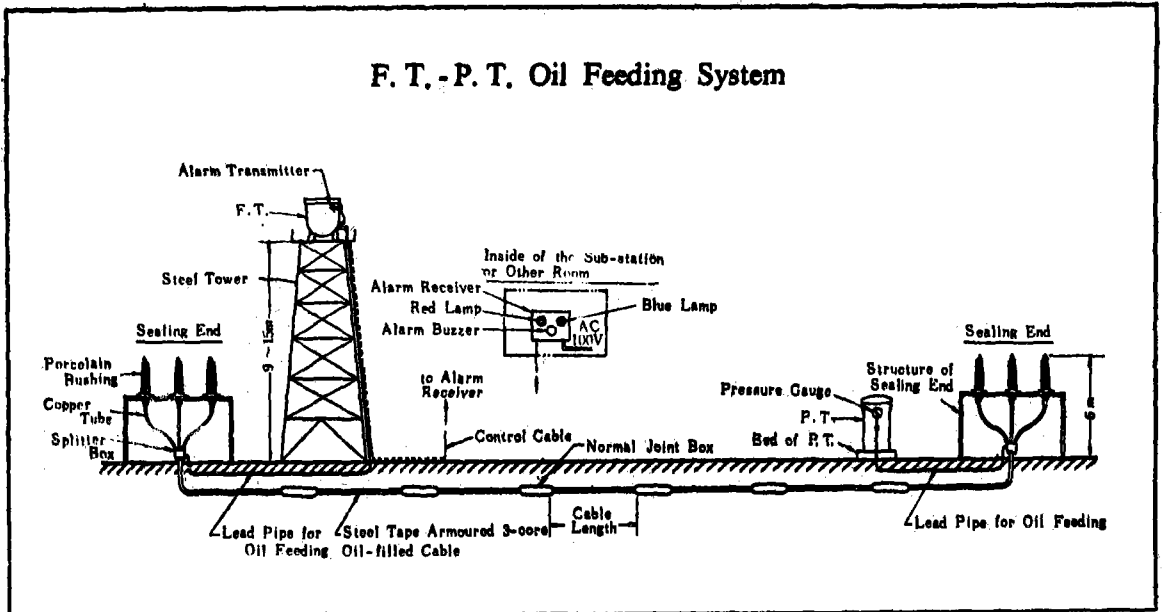 F. T. - P. T. Oil Feeding System
Alarm Transmitter
F. T.
Steel Tower
9 ~ 15m
Inside of the Sub-station
or Other Room
Alarm Receiver
Red Lamp
Blue Lamp
Alarm Buzzer
AC
100V
Sealing End
Porcelain
Bushing
Copper
Tube
Splitter
Box
to Alarm
Receiver
Control Cable
Normal Joint Box
Pressure Gauge
P. T
Bed of P. T.
Structure of
Sealing End
Sealing End
6 m
Lead Pipe for
Oil Feeding
Steel Tape Armoured 3-core
Oil-filled Cable
Cable
Length
Lead Pipe for Oil Feeding